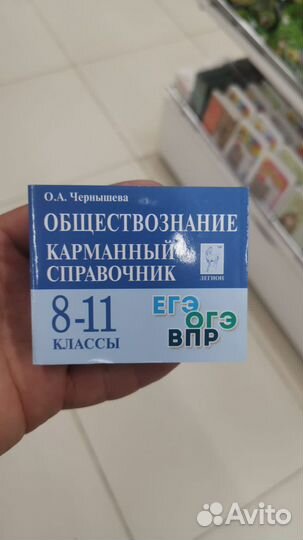 О.А. Чернышева
ОБЩЕСТВОЗНАНИЕ
КАРМАННЫЙ
СПРАВОЧНИК
ЛЕГИОН
8-11
КЛАССЫ
ЕГЭ
ОГЭ
ВПР
Avito